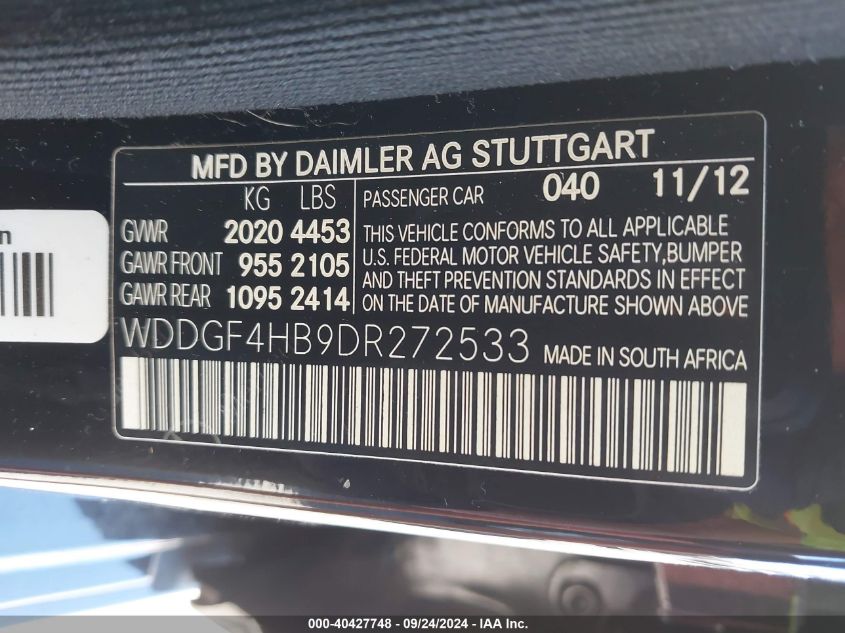 MFD BY DAIMLER AG STUTTGART
KG LBS
GVWR 2020 4453
GAWR FRONT 955 2105
GAWR REAR 1095 2414
PASSENGER CAR 040 11/12
THIS VEHICLE CONFORMS TO ALL APPLICABLE
U.S. FEDERAL MOTOR VEHICLE SAFETY,BUMPER
AND THEFT PREVENTION STANDARDS IN EFFECT
ON THE DATE OF MANUFACTURE SHOWN ABOVE
WDDGF4HB9DR272533 MADE IN SOUTH AFRICA
000-40427748 - 09/24/2024 - IAA Inc.